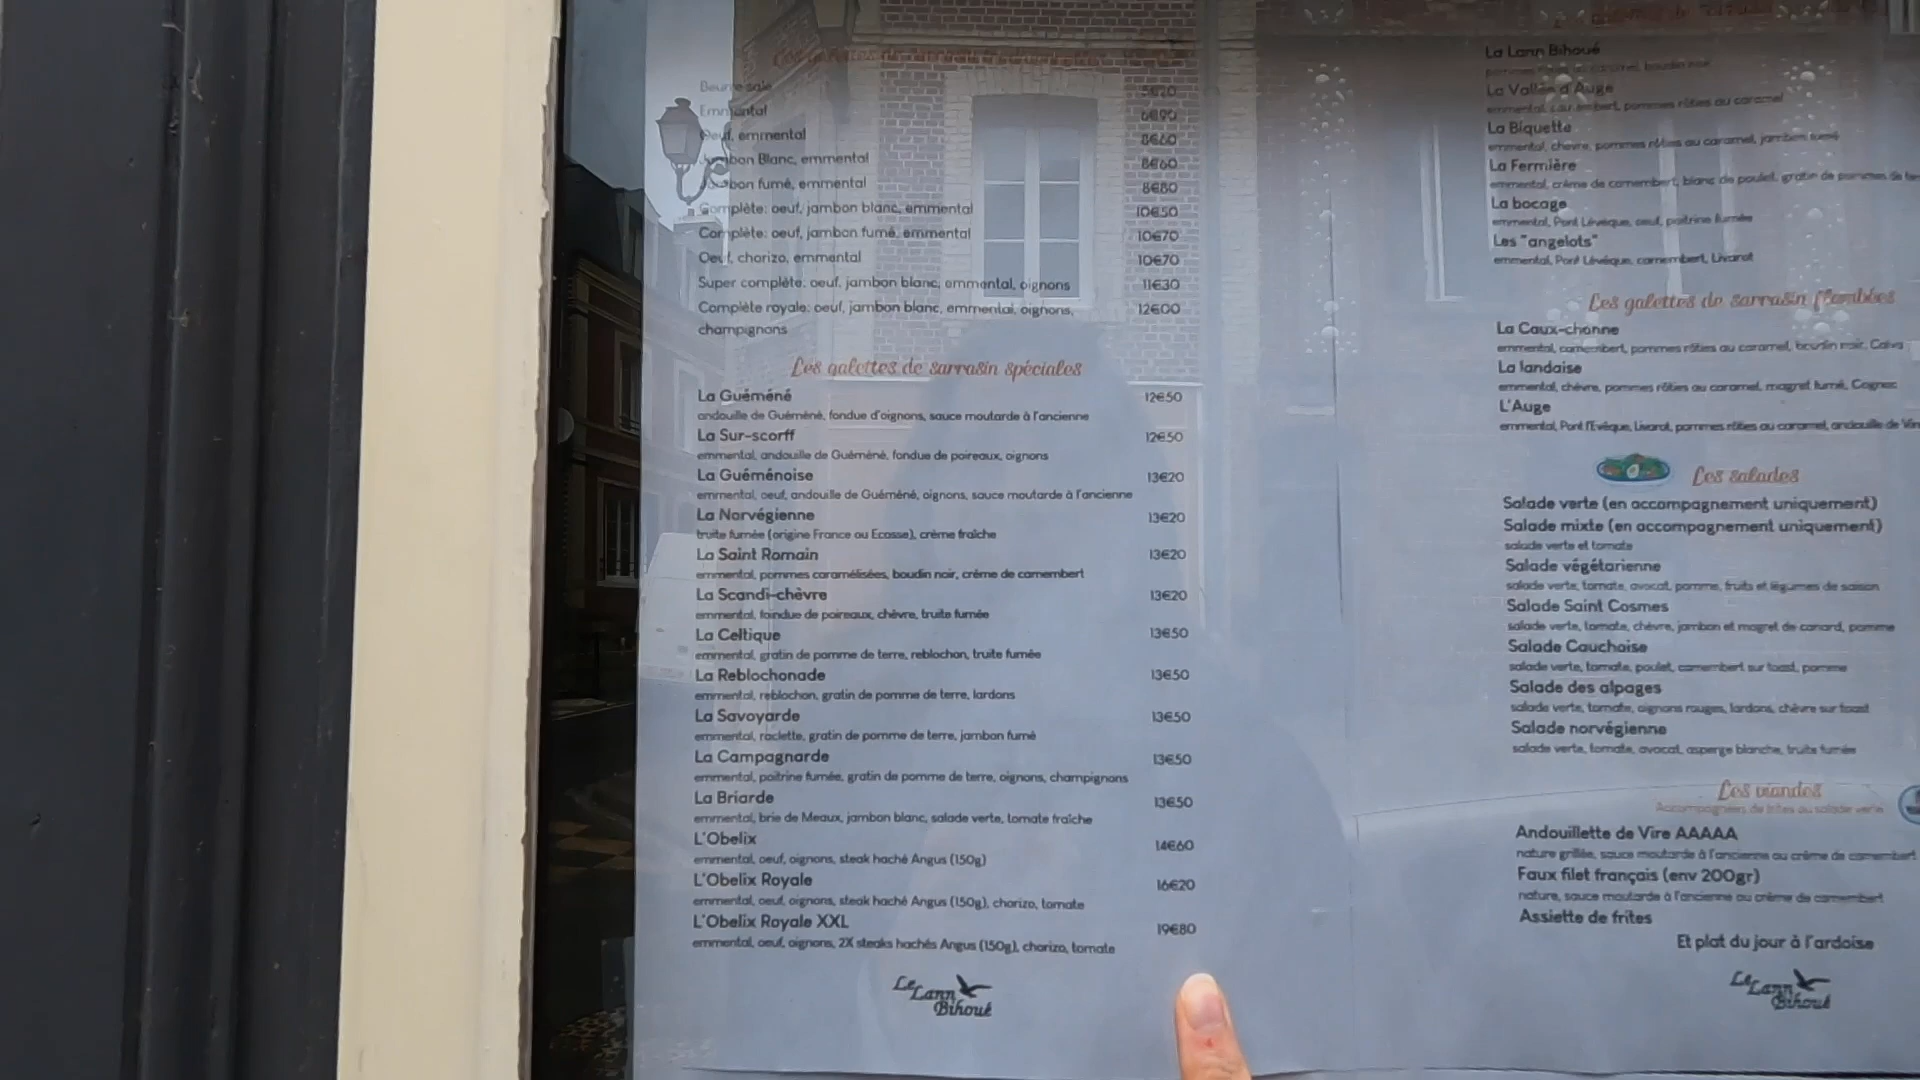 Beurre salé 5€20
Emmental 6€90
Oeuf, emmental 8€60
Jambon Blanc, emmental 8€60
Jambon fumé, emmental 8€80
Complète: oeuf, jambon blanc, emmental 10€50
Complète: oeuf, jambon fumé, emmental 10€70
Oeuf, chorizo, emmental 10€70
Super complète: oeuf, jambon blanc, emmental, oignons 11€30
Complète royale: oeuf, jambon blanc, emmental, oignons, 12€00
champignons
Les galettes de sarrasin spéciales
La Guéméné 12€50
andouille de Guéméné, fondue d'oignons, sauce moutarde à l'ancienne
La Sur-scorff 12€50
emmental, andouille de Guéméné, fondue de poireaux, oignons
La Guéménoise 13€20
emmental, oeuf, andouille de Guéméné, oignons, sauce moutarde à l'ancienne
La Norvégienne 13€20
truite fumée (origine France ou Ecosse), crème fraîche
La Saint Romain 13€20
emmental, pommes caramélisées, boudin noir, crème de camembert
La Scandi-chèvre 13€20
emmental, foindue de poireaux, chèvre, truite fumée
La Celtique 13€50
emmental, gratin de pomme de terre, reblochon, truite fumée
La Reblochonade 13€50
emmental, reblochon, gratin de pomme de terre, lardons
La Savoyarde 13€50
emmental, raclette, gratin de pomme de terre, jambon fumé
La Campagnarde 13€50
emmental, poitrine fumée, gratin de pomme de terre, oignons, champignons
La Briarde 13€50
emmental, brie de Meaux, jambon blanc, salade verte, tomate fraîche
L'Obelix 14€60
emmental, oeuf, oignons, steak haché Angus (150g)
L'Obelix Royale 16€20
emmental, oeuf, oignons, steak haché Angus (150g), chorizo, tomate
L'Obelix Royale XXL 19€80
emmental, oeuf, oignons, 2X steaks hachés Angus (150g), chorizo, tomate
Le Lann
Bihoué
La Lann Bihoué
caramel, boudin noir
La Vallée d'Auge
emmental, camembert, pommes rôties au caramel
La Biquette
emmental, chèvre, pommes rôties au caramel, jambon fumé
La Fermière
emmental, crème de camembert, blanc de poulet, gratin de pommes de
La bocage
emmental, Pont Lévêque, oeuf, poitrine fumée
Les "angelots"
emmental, Pont Lévêque, camembert, Livarot
Les galettes de sarrasin flambées
La Caux-chonne
emmental, camembert, pommes rôties au caramel, boudin noir, Calva
La landaise
emmental, chèvre, pommes rôties au caramel, magret fumé, Cognac
L'Auge
emmental, Pont l'Evêque, Livarot, pommes rôties au caramel, andouille de
Les salades
Salade verte (en accompagnement uniquement)
Salade mixte (en accompagnement uniquement)
salade verte et tomate
Salade végétarienne
salade verte, tomate, avocat, pomme, fruits et légumes de saison
Salade Saint Cosmes
salade verte, tomate, chèvre, jambon et magret de canard, pomme
Salade Cauchoise
salade verte, tomate, poulet, camembert sur toast, pomme
Salade des alpages
salade verte, tomate, oignons rouges, lardons, chèvre sur toast
Salade norvégienne
salade verte, tomate, avocat, asperge blanche, truite fumée
Les viandes
Accompagnées de frites ou salade verte
Andouillette de Vire AAAAA
nature grillée, sauce moutarde à l'ancienne ou crème de camembert
Faux filet français (env 200gr)
nature, sauce moutarde à l'ancienne ou crème de camembert
Assiette de frites
Et plat du jour à l'ardoise
Le Lann
Bihoué